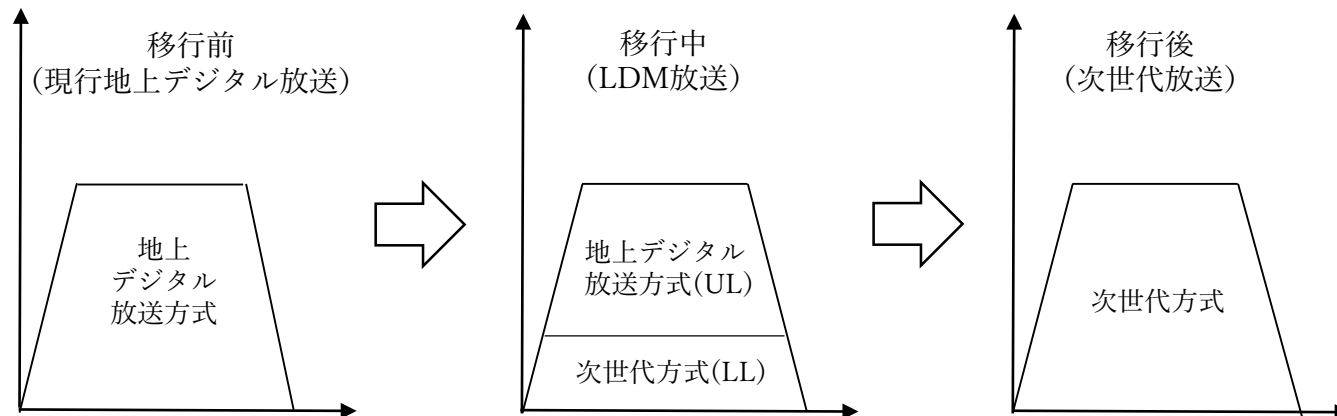 移行前
(現行地上デジタル放送)
地上
デジタル
放送方式
移行中
(LDM放送)
地上デジタル
放送方式(UL)
次世代方式(LL)
移行後
(次世代放送)
次世代方式